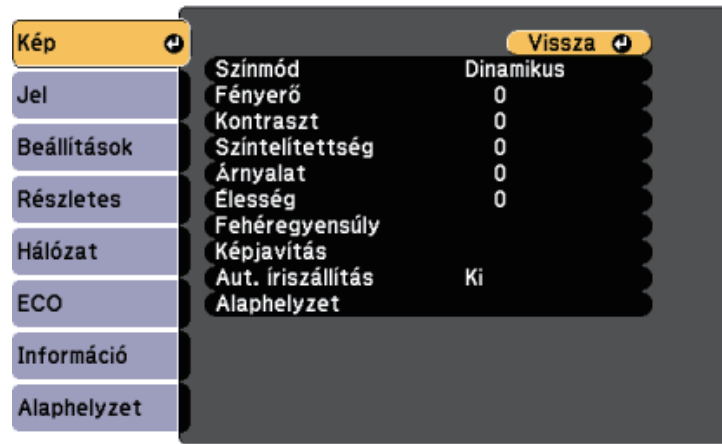 Kép
Jel
Beállítások
Részletes
Hálózat
ECO
Információ
Alaphelyzet
Vissza
Színmód Dinamikus
Fényerő 0
Kontraszt 0
Színtelítettség 0
Árnyalat 0
Élesség 0
Fehéregyensúly
Képjavítás
Aut. íriszállítás Ki
Alaphelyzet